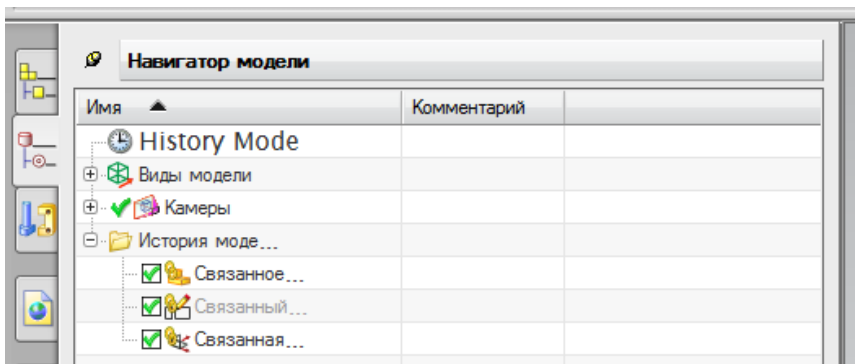 Навигатор модели
Имя Комментарий
History Mode
Виды модели
Камеры
История моде...
Связанное...
Связанный...
Связанная...